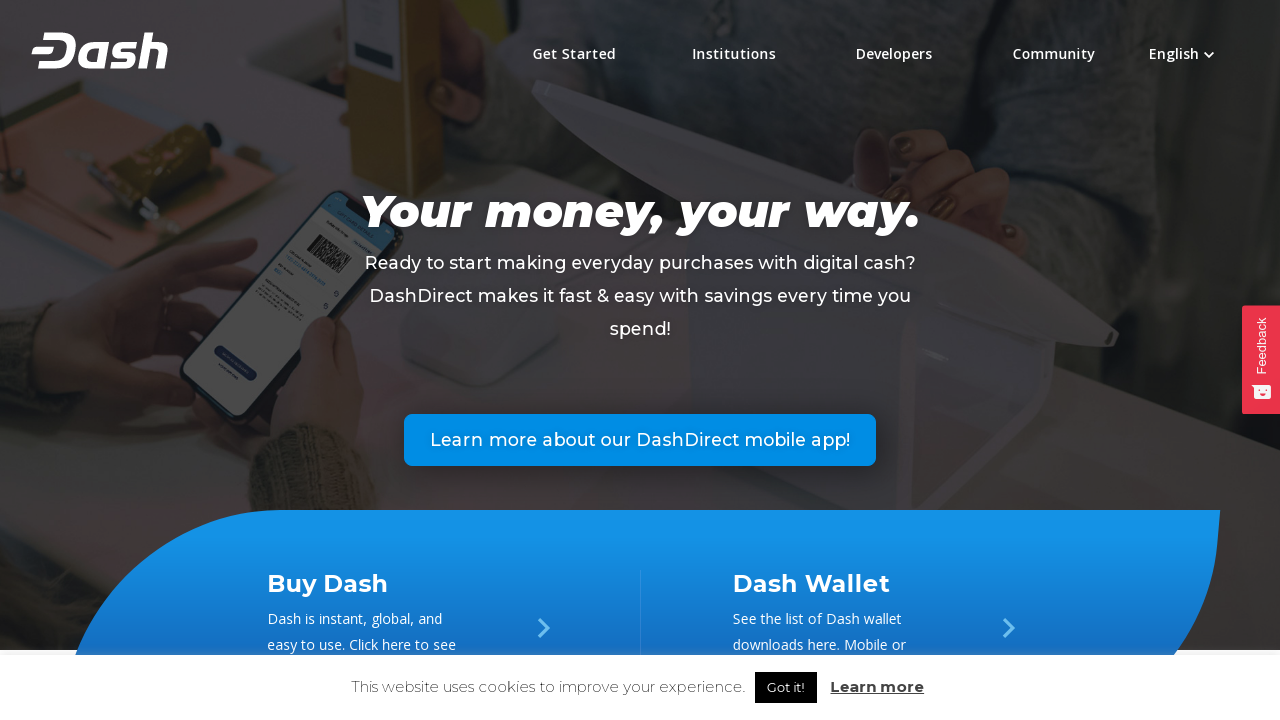 Dash
Get Started
Institutions
Developers
Community
English
Your money, your way.
Ready to start making everyday purchases with digital cash?
DashDirect makes it fast & easy with savings every time you
spend!
Feedback
Learn more about our DashDirect mobile app!
Buy Dash
Dash is instant, global, and
easy to use. Click here to see
Dash Wallet
See the list of Dash wallet
downloads here. Mobile or
This website uses cookies to improve your experience.
Got it!
Learn more